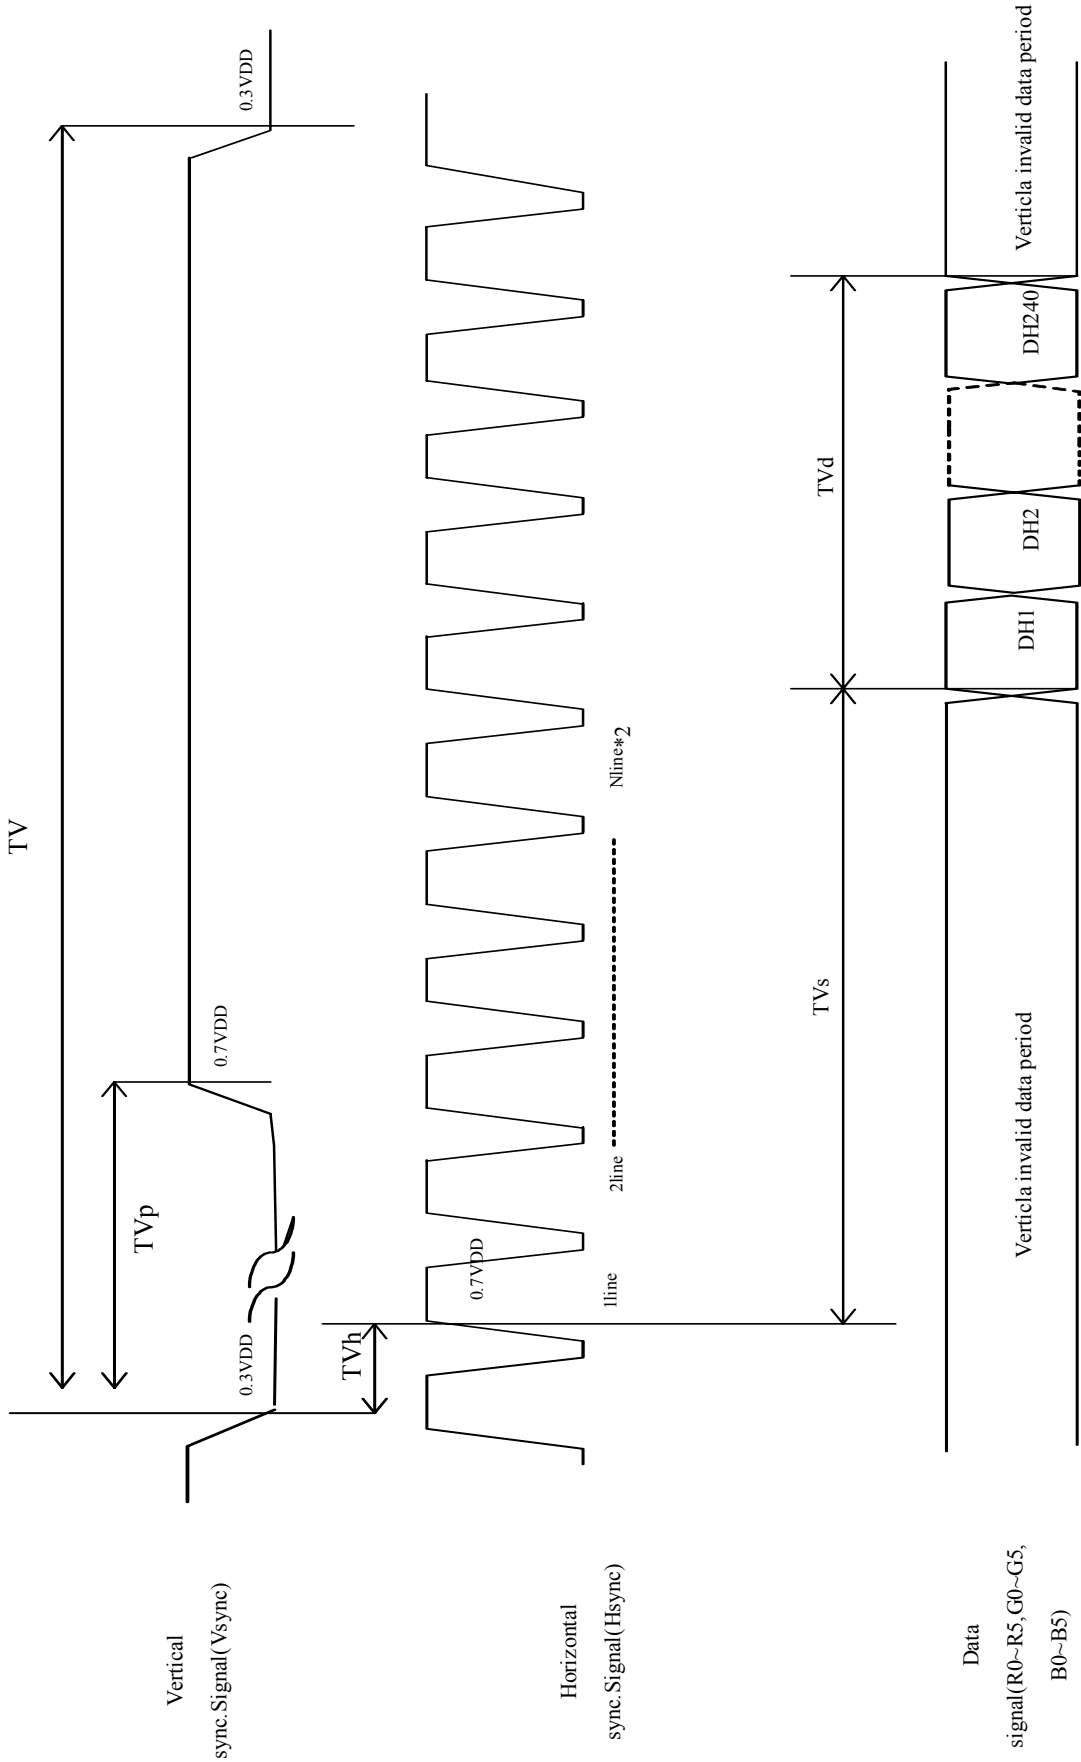 TV
TVp
0.3VDD
0.7VDD
0.3VDD
Vertical
sync.Signal(Vsync)
TVh
0.7VDD
1line
2line
Nline*2
Horizontal
sync.Signal(Hsync)
TVs
TVd
Verticla invalid data period
DH1
DH2
DH240
Verticla invalid data period
Data
signal(R0~R5,G0~G5,
B0~B5)